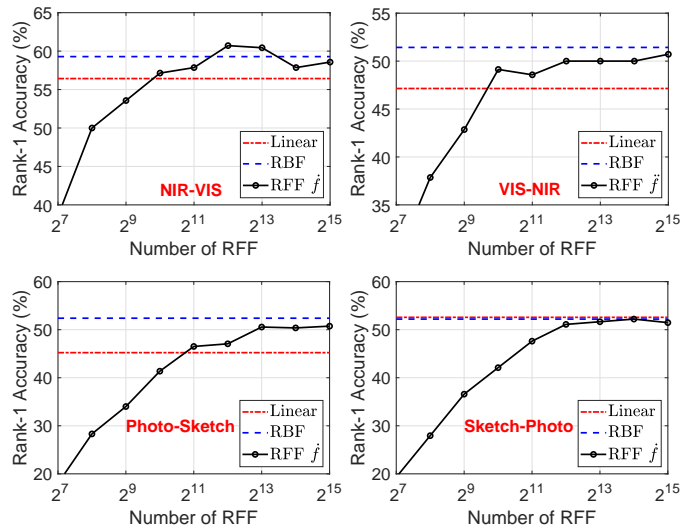 65
60
55
50
45
40
Rank-1 Accuracy (%)
Linear
RBF
RFF ḟ
NIR-VIS
2^7 2^9 2^11 2^13 2^15
Number of RFF
55
50
45
40
35
Rank-1 Accuracy (%)
Linear
RBF
RFF f̈
VIS-NIR
2^7 2^9 2^11 2^13 2^15
Number of RFF
60
50
40
30
20
Rank-1 Accuracy (%)
Linear
RBF
RFF ḟ
Photo-Sketch
2^7 2^9 2^11 2^13 2^15
Number of RFF
60
50
40
30
20
Rank-1 Accuracy (%)
Linear
RBF
RFF ḟ
Sketch-Photo
2^7 2^9 2^11 2^13 2^15
Number of RFF